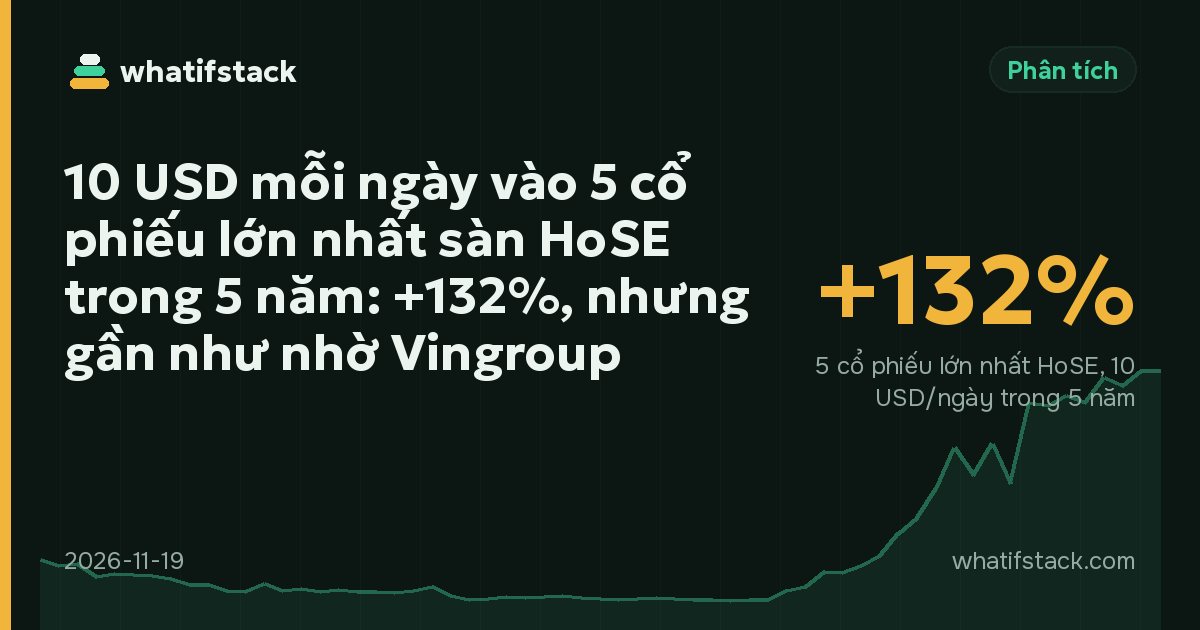 whatifstack
Phân tích
10 USD mỗi ngày vào 5 cổ
phiếu lớn nhất sàn HoSE
trong 5 năm: +132%, nhưng
gần như nhờ Vingroup
+132%
5 cổ phiếu lớn nhất HoSE, 10
USD/ngày trong 5 năm
2026-11-19
whatifstack.com